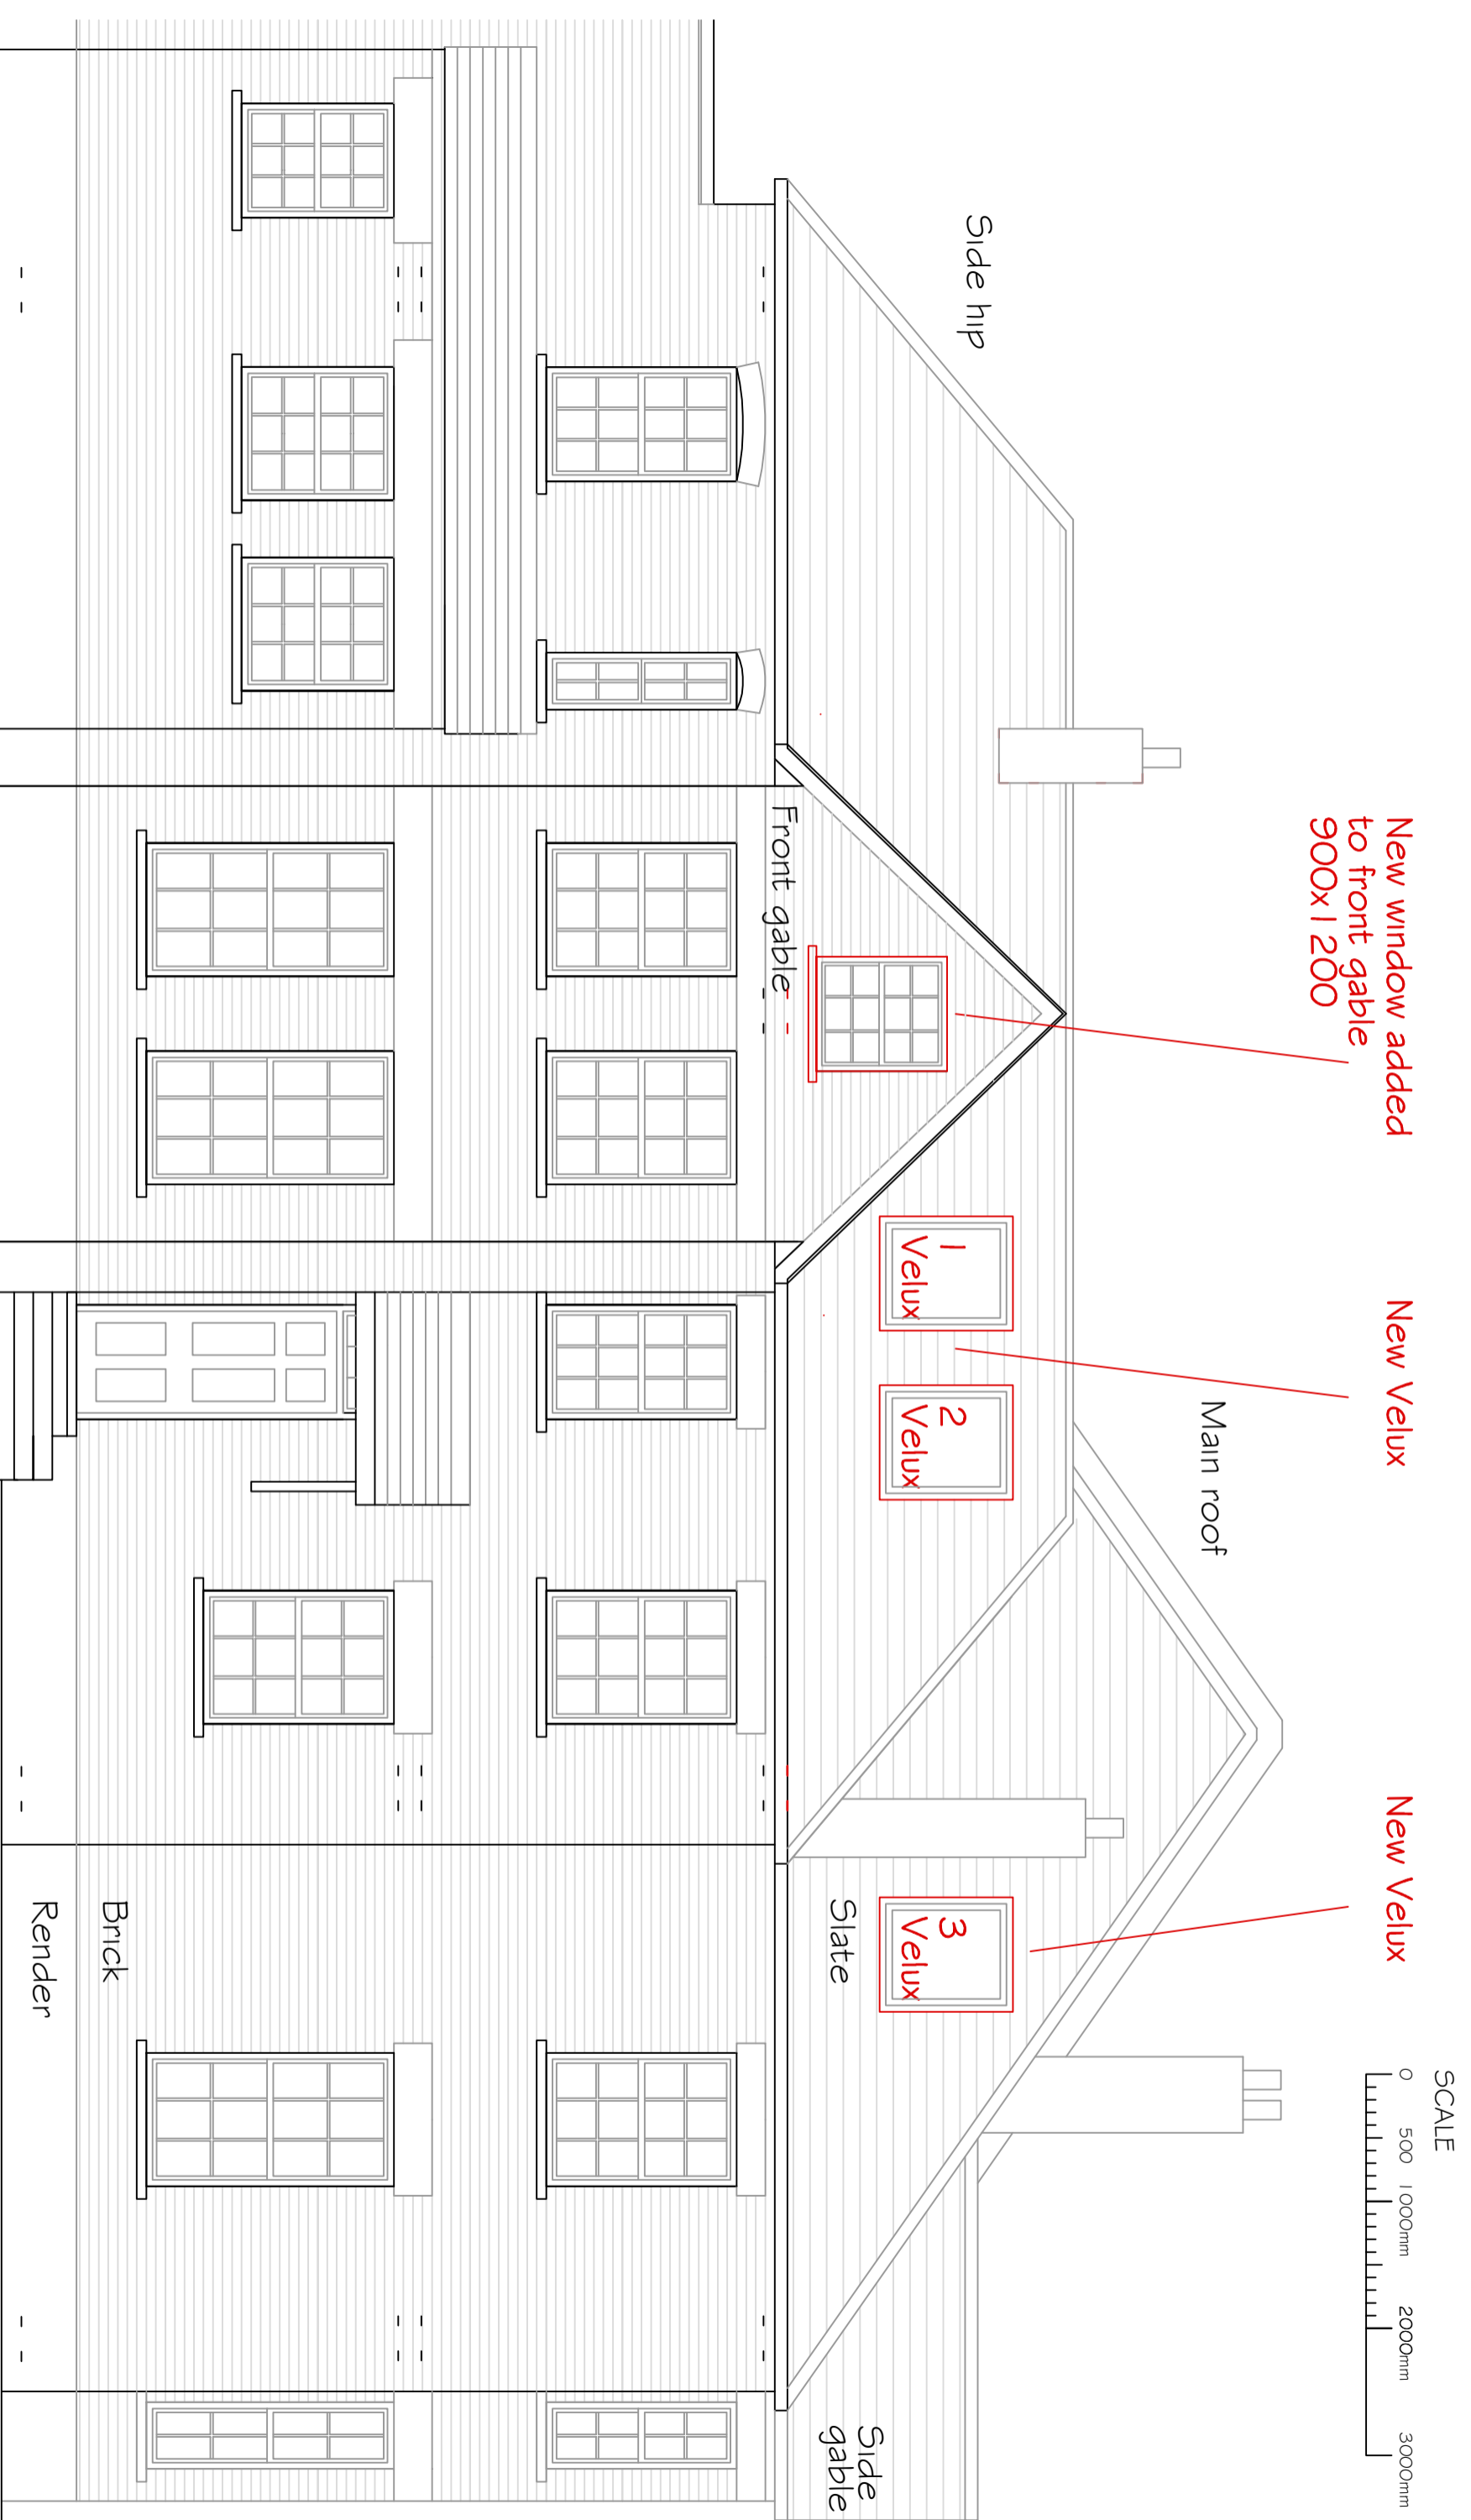 SCALE
0 500 1000mm 2000mm 3000mm
New window added
to front gable
900x1200
New Velux
New Velux
Main roof
Side hip
1
Velux
2
Velux
3
Velux
Front gable
Slate
Side
gable
Brick
Render